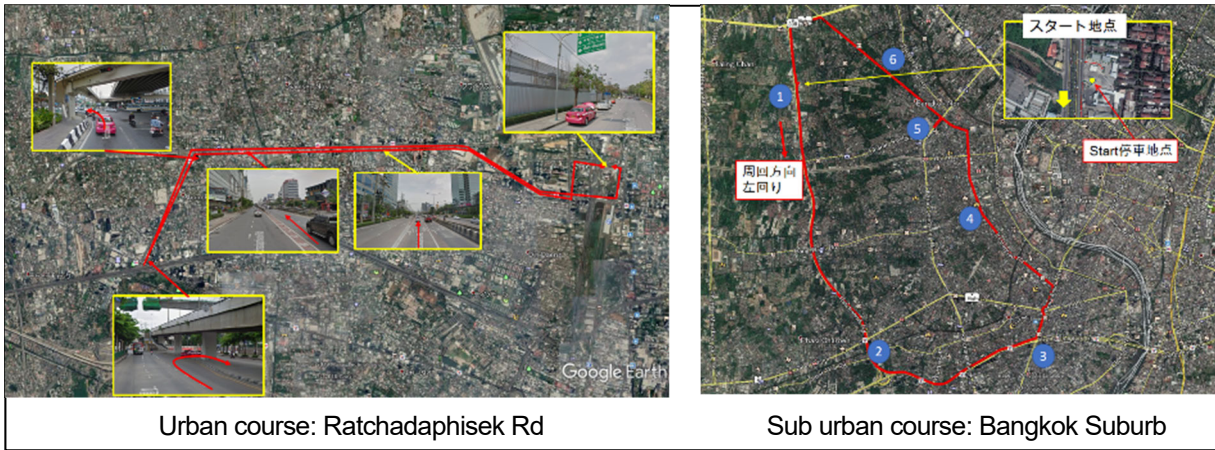 Google Earth
スタート地点
Start停車地点
周回方向
左回り
1
2
3
4
5
6
Urban course: Ratchadaphisek Rd
Sub urban course: Bangkok Suburb